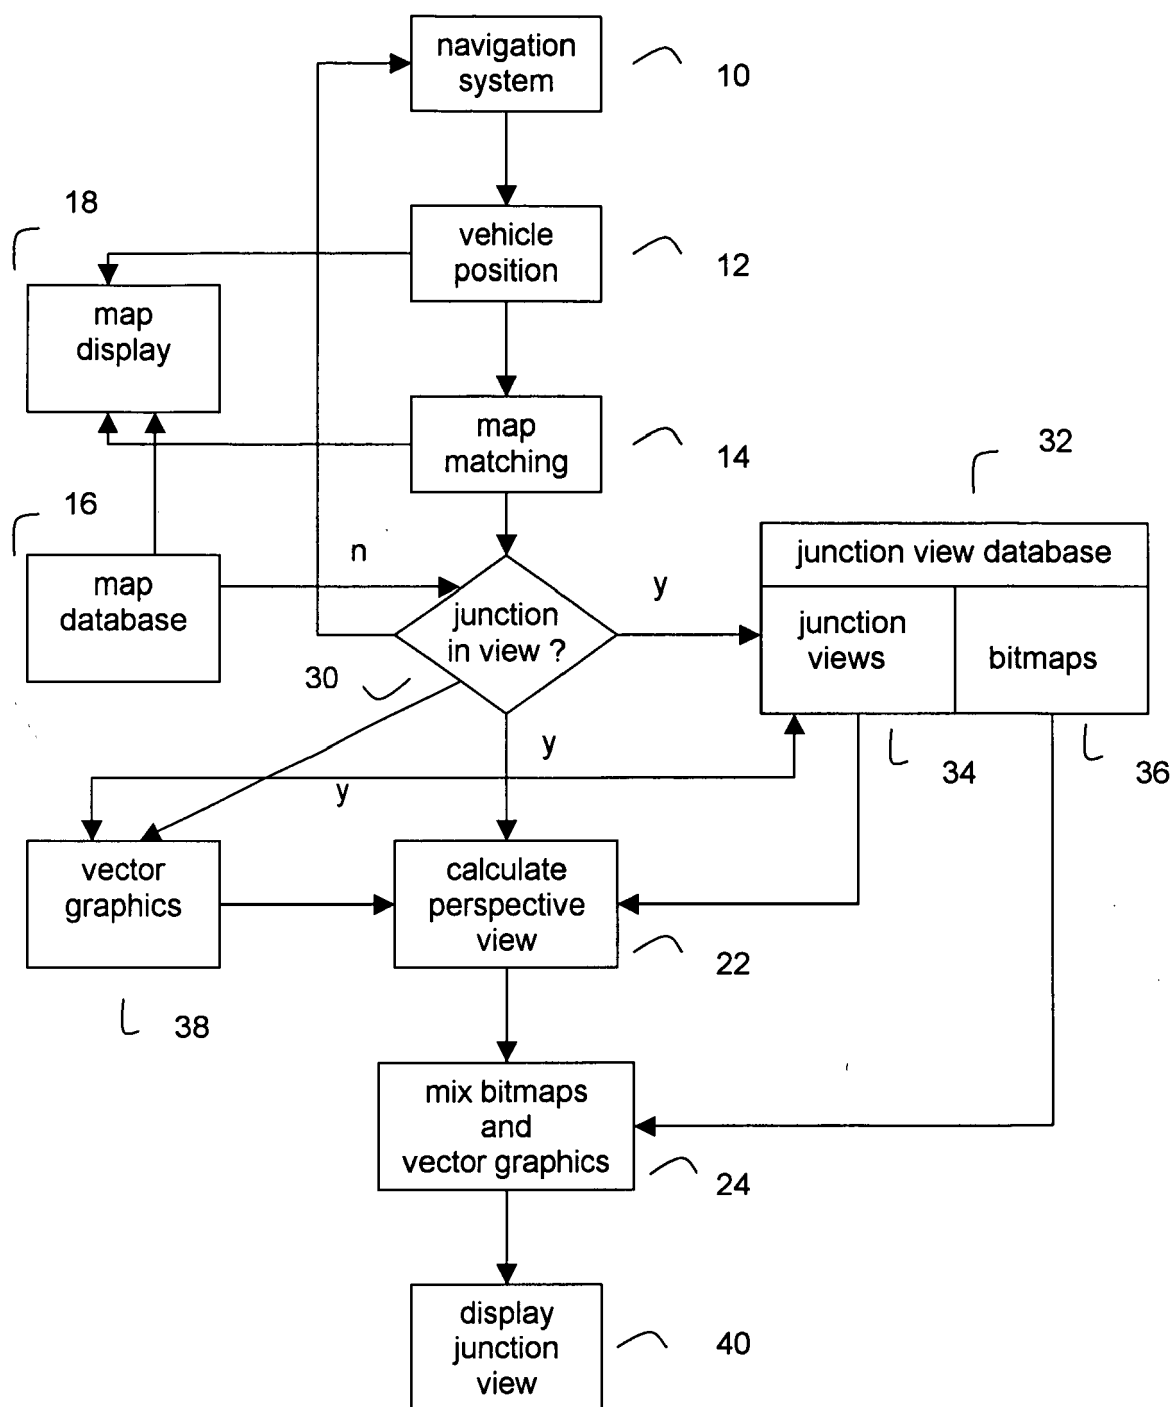 navigation
system
10
18
vehicle
position
12
map
display
map
matching
14
32
16
n
map
database
junction view database
y
junction
in view ?
junction
views
bitmaps
30
y
34
36
y
vector
graphics
calculate
perspective
view
22
38
mix bitmaps
and
vector graphics
24
display
junction
view
40